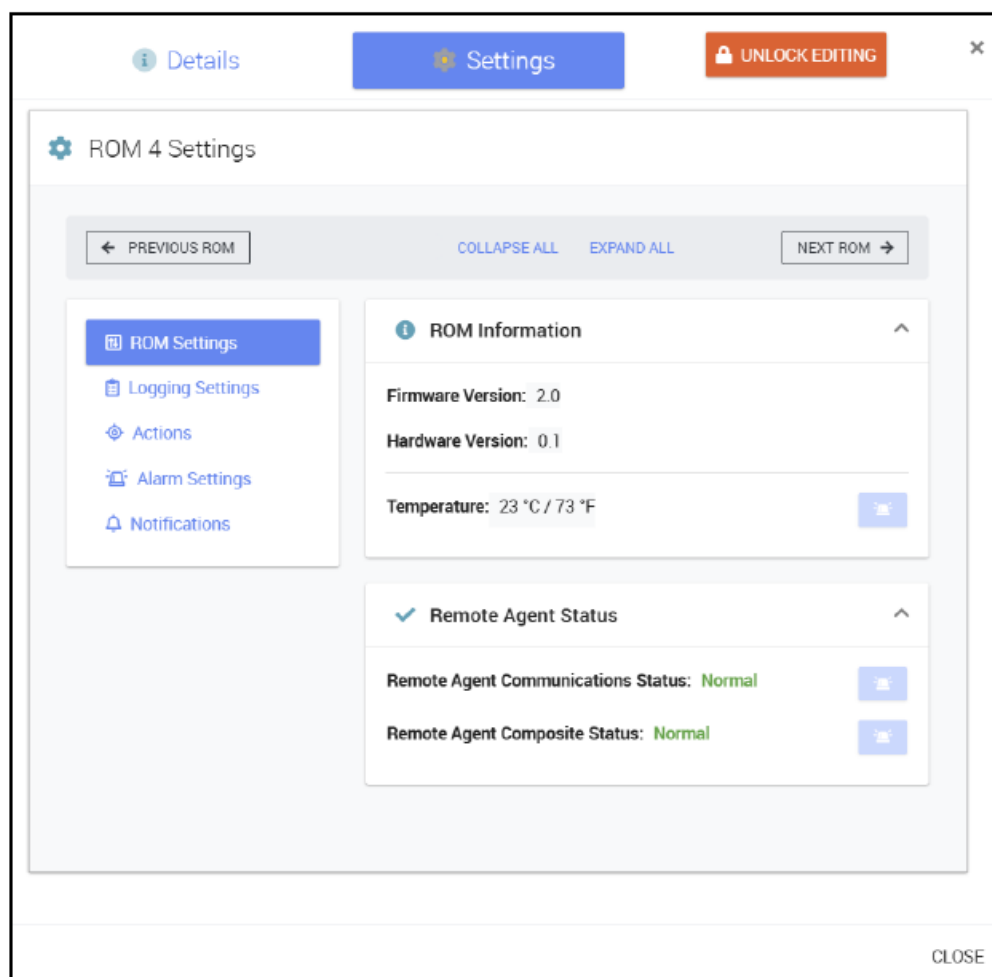 Details
Settings
UNLOCK EDITING
×
ROM 4 Settings
← PREVIOUS ROM
COLLAPSE ALL
EXPAND ALL
NEXT ROM →
ROM Settings
Logging Settings
Actions
Alarm Settings
Notifications
ROM Information
Firmware Version: 2.0
Hardware Version: 0.1
Temperature: 23 °C / 73 °F
Remote Agent Status
Remote Agent Communications Status: Normal
Remote Agent Composite Status: Normal
CLOSE